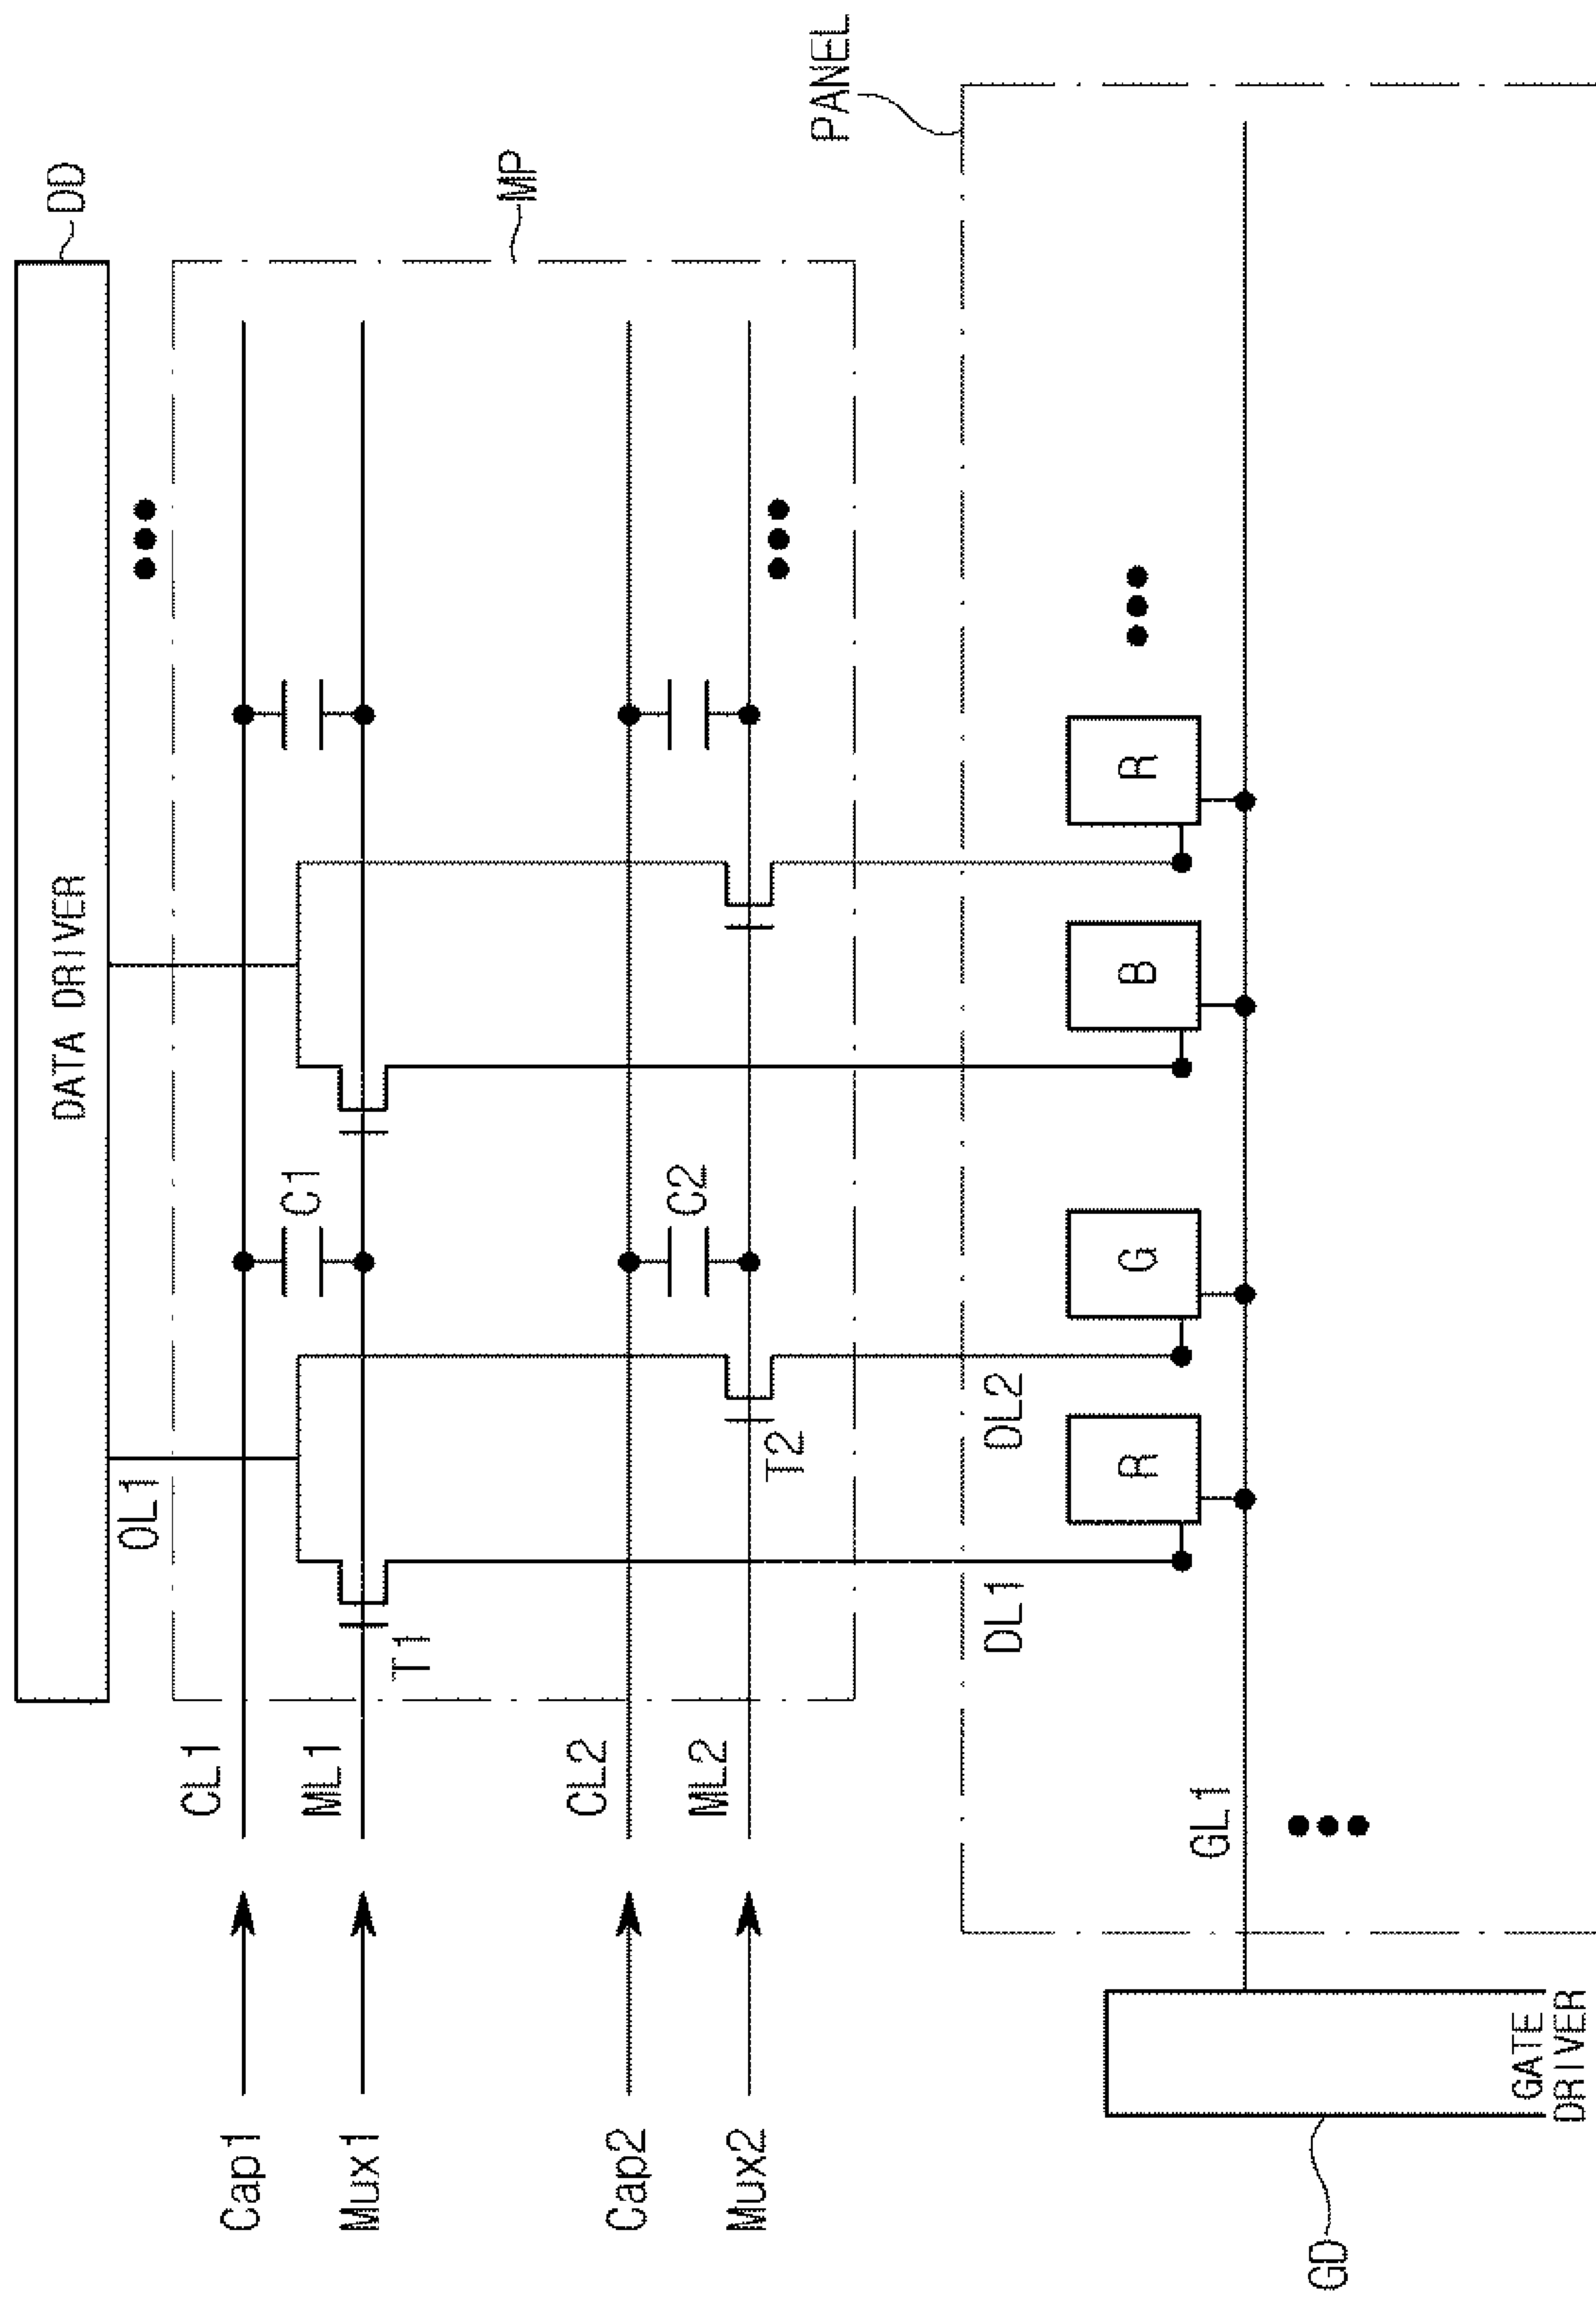 DD
DATA DRIVER
OL1
MP
Cap1
CL1
C1
Mux1
ML1
T1
Cap2
CL2
C2
Mux2
ML2
T2
PANEL
DL1
DL2
R
G
B
R
GL1
GATE
DRIVER
GD